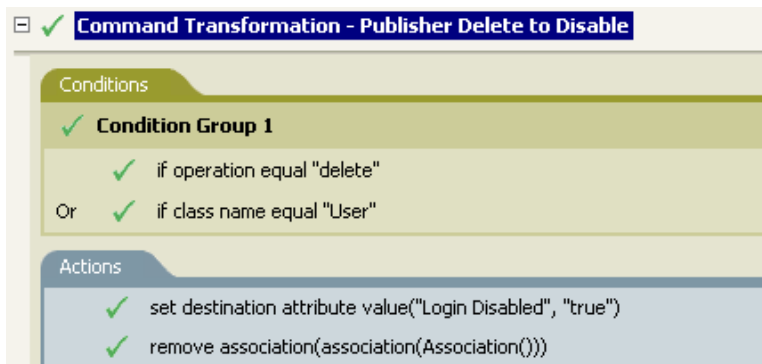 Command Transformation - Publisher Delete to Disable
Conditions
Condition Group 1
if operation equal "delete"
Or if class name equal "User"
Actions
set destination attribute value("Login Disabled", "true")
remove association(association(Association()))